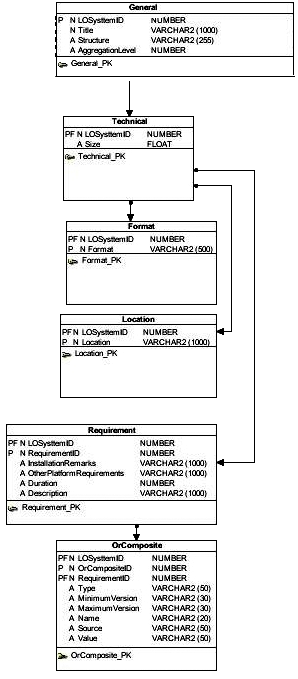 General
P N LOSysttemID NUMBER
N Title VARCHAR2 (1000)
A Structure VARCHAR2 (255)
A AggregationLevel NUMBER
General_PK
Technical
PF N LOSysttemID NUMBER
A Size FLOAT
Technical_PK
Format
PF N LOSysttemID NUMBER
P N Format VARCHAR2 (500)
Format_PK
Location
PF N LOSysttemID NUMBER
P N Location VARCHAR2 (1000)
Location_PK
Requirement
PF N LOSysttemID NUMBER
P N RequirementID NUMBER
A InstallationRemarks VARCHAR2 (1000)
A OtherPlatformRequirements VARCHAR2 (1000)
A Duration NUMBER
A Description VARCHAR2 (1000)
Requirement_PK
OrComposite
PF N LOSysttemID NUMBER
P N OrCompositeID NUMBER
PF N RequirementID NUMBER
A Type VARCHAR2 (50)
A MinimumVersion VARCHAR2 (30)
A MaximumVersion VARCHAR2 (30)
A Name VARCHAR2 (20)
A Source VARCHAR2 (50)
A Value VARCHAR2 (50)
OrComposite_PK